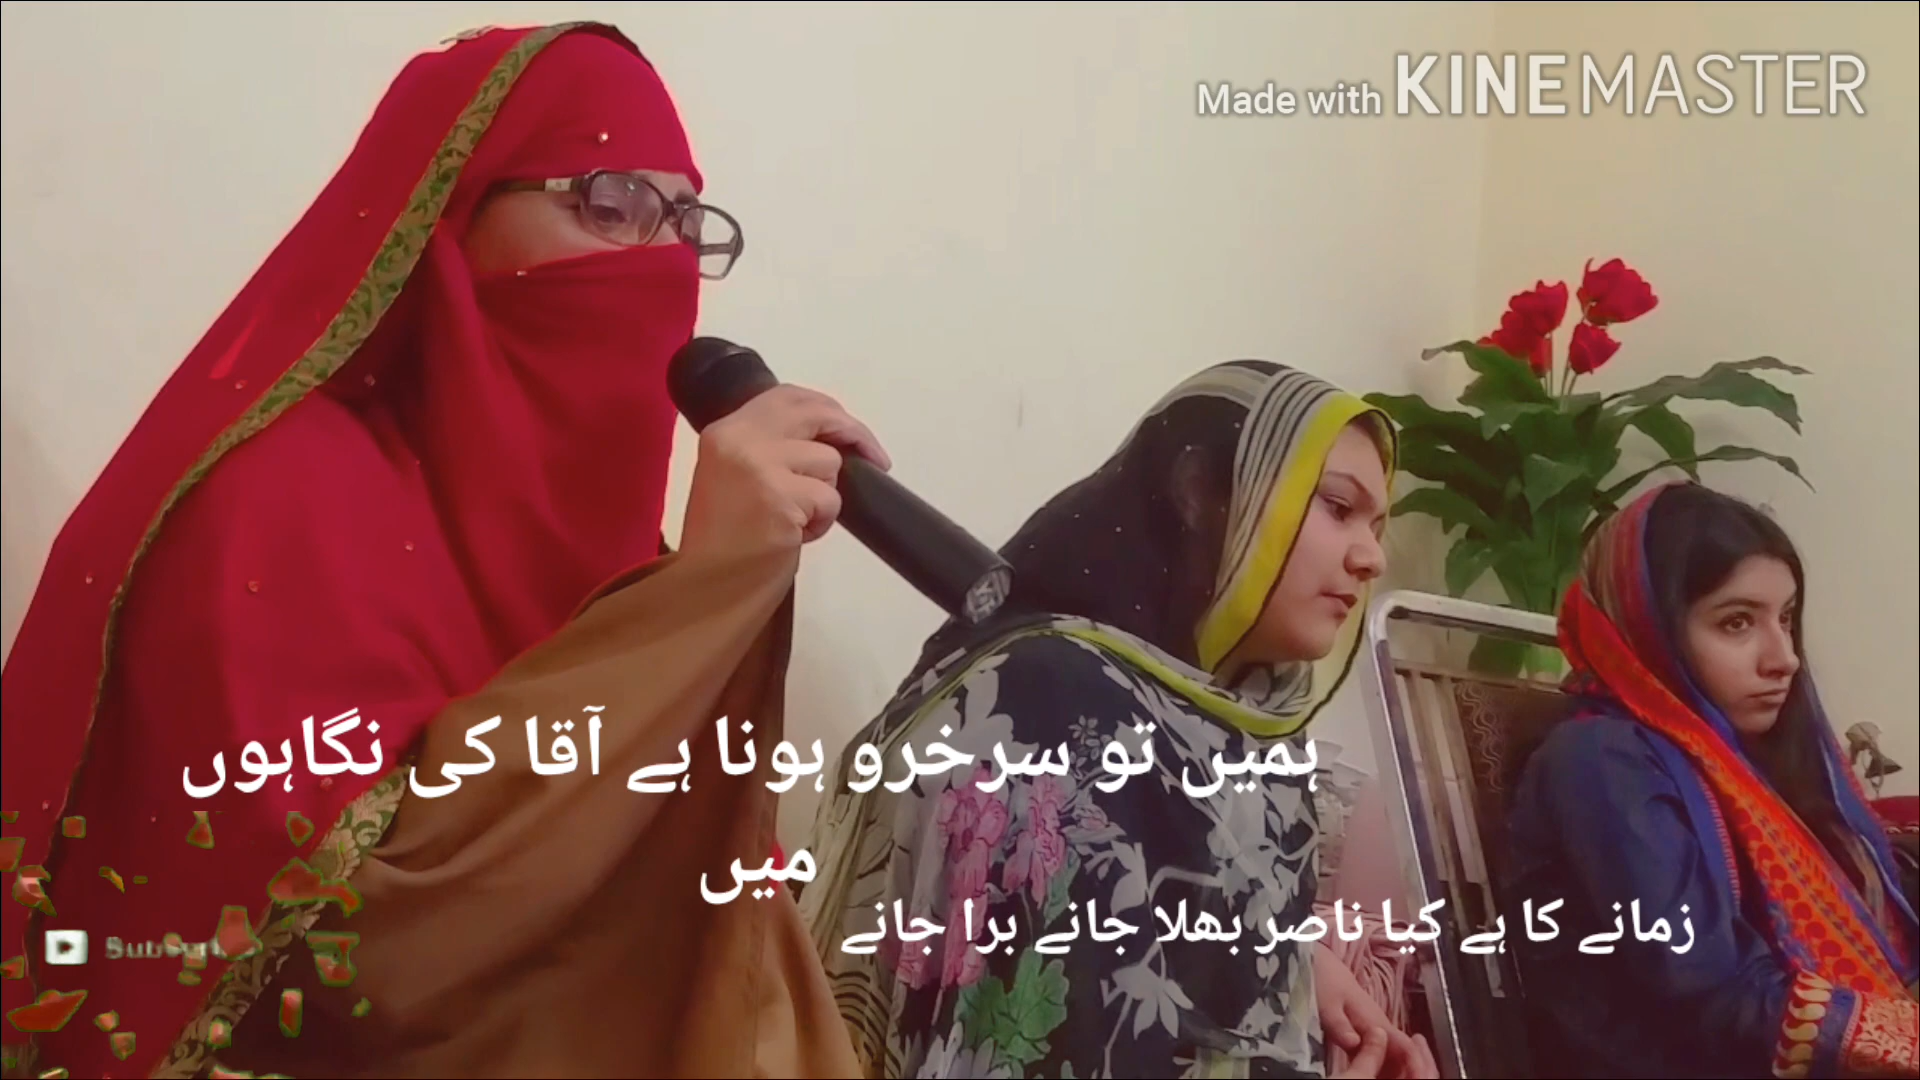 Made with KINEMASTER
ہمیں تو سرخرو ہونا ہے آقا کی نگاہوں
میں
زمانے کا ہے کیا ناصر بھلا جانے برا جانے